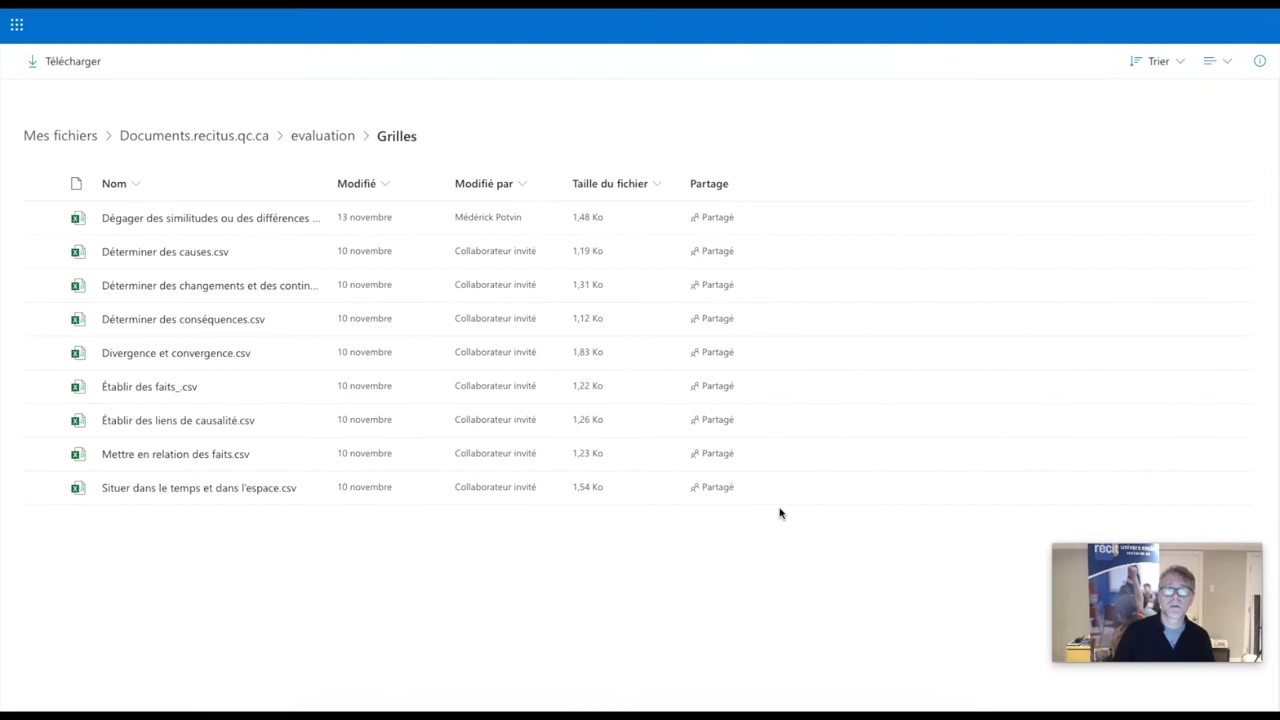 Télécharger
Trier
Mes fichiers > Documents.recitus.qc.ca > evaluation > Grilles
Nom Modifié Modifié par Taille du fichier Partage
Dégager des similitudes ou des différences ... 13 novembre Médérick Potvin 1,48 Ko Partagé
Déterminer des causes.csv 10 novembre Collaborateur invité 1,19 Ko Partagé
Déterminer des changements et des contin... 10 novembre Collaborateur invité 1,31 Ko Partagé
Déterminer des conséquences.csv 10 novembre Collaborateur invité 1,12 Ko Partagé
Divergence et convergence.csv 10 novembre Collaborateur invité 1,83 Ko Partagé
Établir des faits_.csv 10 novembre Collaborateur invité 1,22 Ko Partagé
Établir des liens de causalité.csv 10 novembre Collaborateur invité 1,26 Ko Partagé
Mettre en relation des faits.csv 10 novembre Collaborateur invité 1,23 Ko Partagé
Situer dans le temps et dans l'espace.csv 10 novembre Collaborateur invité 1,54 Ko Partagé
récit univers